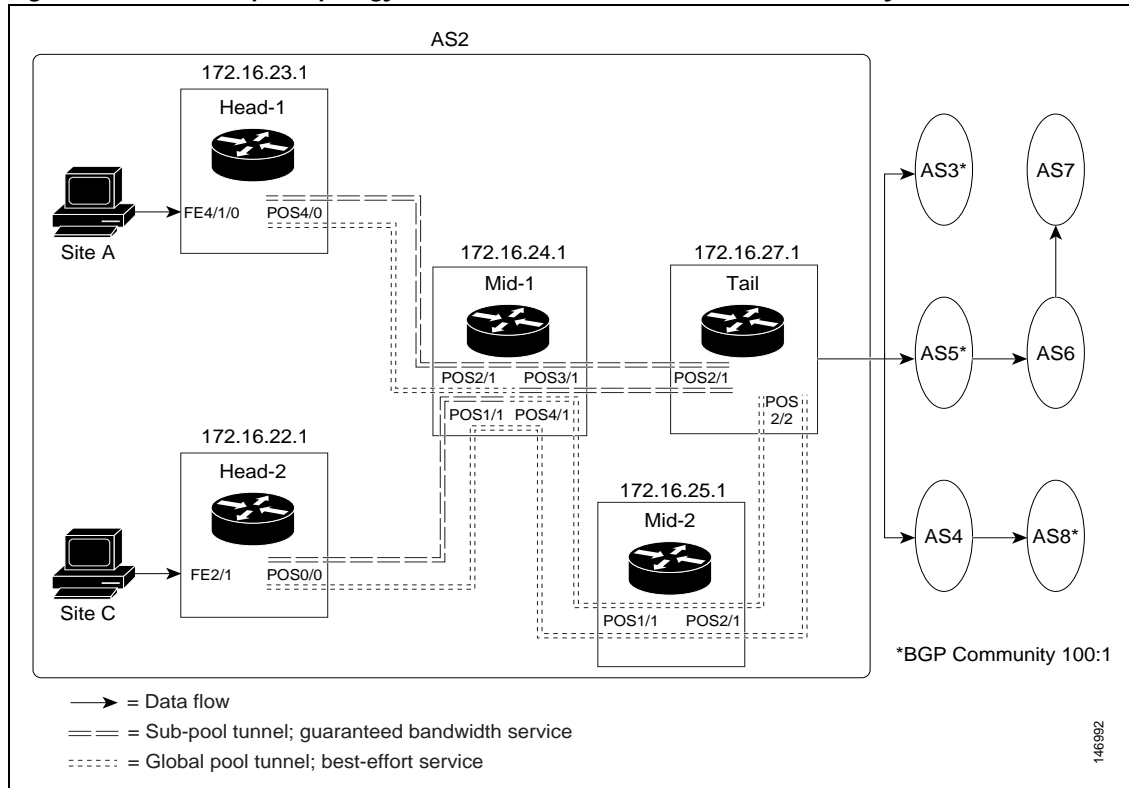 AS2
172.16.23.1
Head-1
FE4/1/0 POS4/0
Site A
172.16.24.1
Mid-1
POS2/1 POS3/1
POS1/1 POS4/1
172.16.27.1
Tail
POS2/1
POS
2/2
172.16.22.1
Head-2
FE2/1 POS0/0
Site C
172.16.25.1
Mid-2
POS1/1 POS2/1
AS3* AS7
AS5* AS6
AS4 AS8*
*BGP Community 100:1
= Data flow
= Sub-pool tunnel; guaranteed bandwidth service
= Global pool tunnel; best-effort service
146992